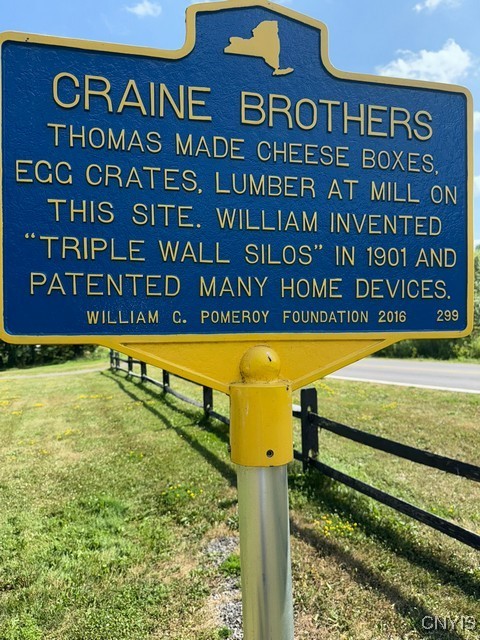 CRAINE BROTHERS
THOMAS MADE CHEESE BOXES,
EGG CRATES, LUMBER AT MILL ON
THIS SITE. WILLIAM INVENTED
"TRIPLE WALL SILOS" IN 1901 AND
PATENTED MANY HOME DEVICES.
WILLIAM G. POMEROY FOUNDATION 2016 299
CNYIS